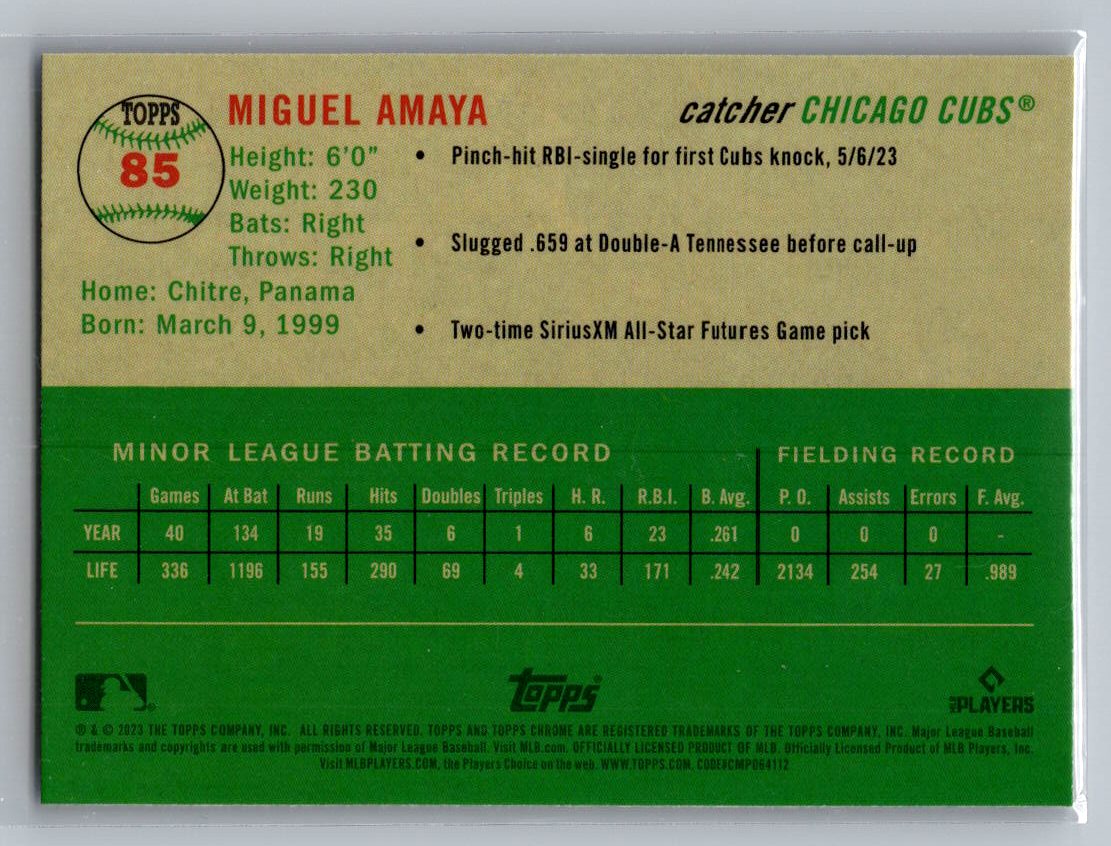 TOPPS
85
MIGUEL AMAYA
catcher CHICAGO CUBS®
Height: 6'0"
Weight: 230
Bats: Right
Throws: Right
Home: Chitre, Panama
Born: March 9, 1999
• Pinch-hit RBI-single for first Cubs knock, 5/6/23
• Slugged .659 at Double-A Tennessee before call-up
• Two-time SiriusXM All-Star Futures Game pick
MINOR LEAGUE BATTING RECORD FIELDING RECORD
Games At Bat Runs Hits Doubles Triples H. R. R.B.I. B. Avg. P. O. Assists Errors F. Avg.
YEAR 40 134 19 35 6 1 6 23 .261 0 0 0 -
LIFE 336 1196 155 290 69 4 33 171 .242 2134 254 27 .989
Topps
PLAYERS
® & © 2023 THE TOPPS COMPANY, INC. ALL RIGHTS RESERVED. TOPPS AND TOPPS CHROME ARE REGISTERED TRADEMARKS OF THE TOPPS COMPANY, INC. Major League Baseball
trademarks and copyrights are used with permission of Major League Baseball. Visit MLB.com. OFFICIALLY LICENSED PRODUCT OF MLB. Officially Licensed Product of MLB Players, Inc.
Visit MLBPLAYERS.COM, the Players Choice on the web. WWW.TOPPS.COM. CODE#CMP064112